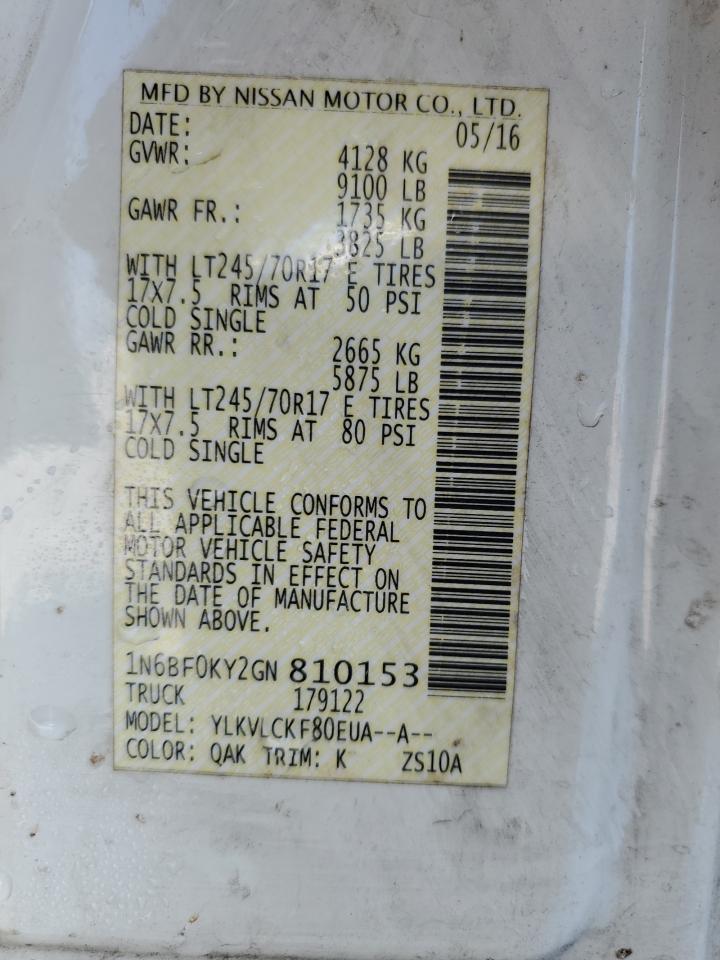 MFD BY NISSAN MOTOR CO., LTD.
DATE: 05/16
GVWR: 4128 KG
9100 LB
GAWR FR.: 1735 KG
3825 LB
WITH LT245/70R17 E TIRES
17X7.5 RIMS AT 50 PSI
COLD SINGLE
GAWR RR.: 2665 KG
5875 LB
WITH LT245/70R17 E TIRES
17X7.5 RIMS AT 80 PSI
COLD SINGLE
THIS VEHICLE CONFORMS TO
ALL APPLICABLE FEDERAL
MOTOR VEHICLE SAFETY
STANDARDS IN EFFECT ON
THE DATE OF MANUFACTURE
SHOWN ABOVE.
1N6BF0KY2GN 810153
TRUCK 179122
MODEL: YLKVLCKF80EUA--A--
COLOR: QAK TRIM: K ZS10A